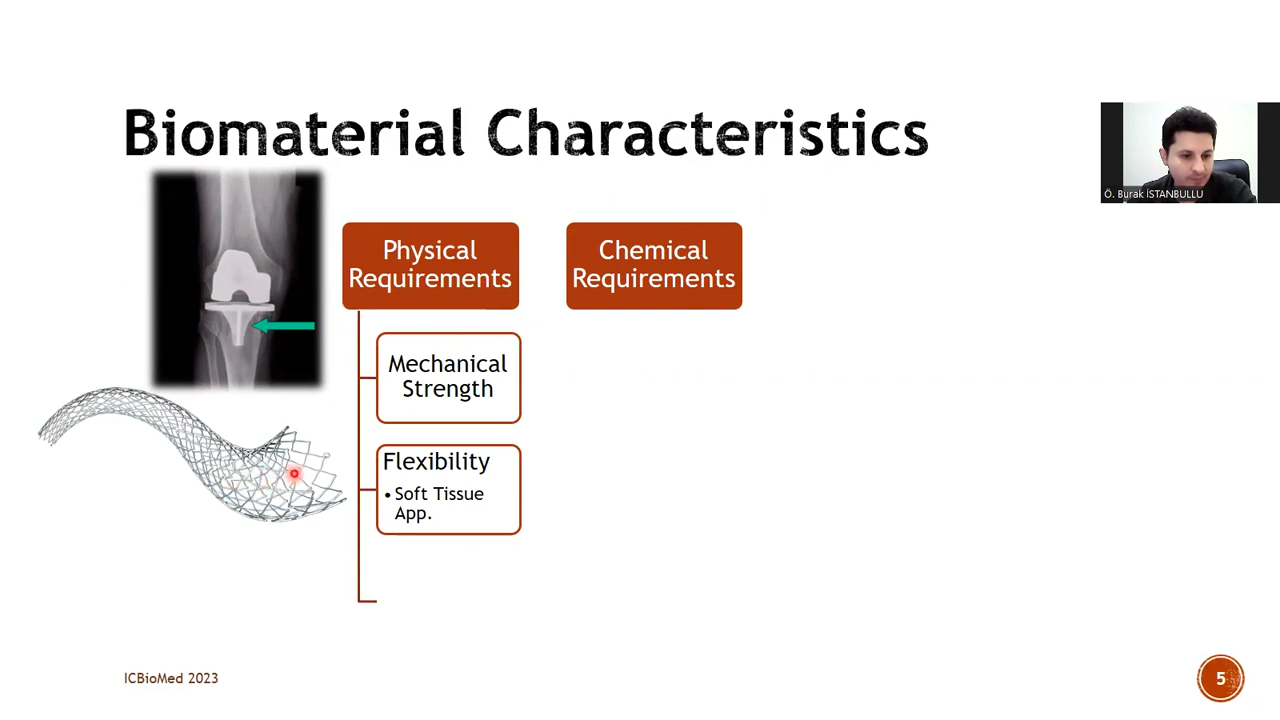 Biomaterial Characteristics
Ö. Burak İSTANBULLU
Physical
Requirements
Chemical
Requirements
Mechanical
Strength
Flexibility
• Soft Tissue
App.
ICBioMed 2023
5